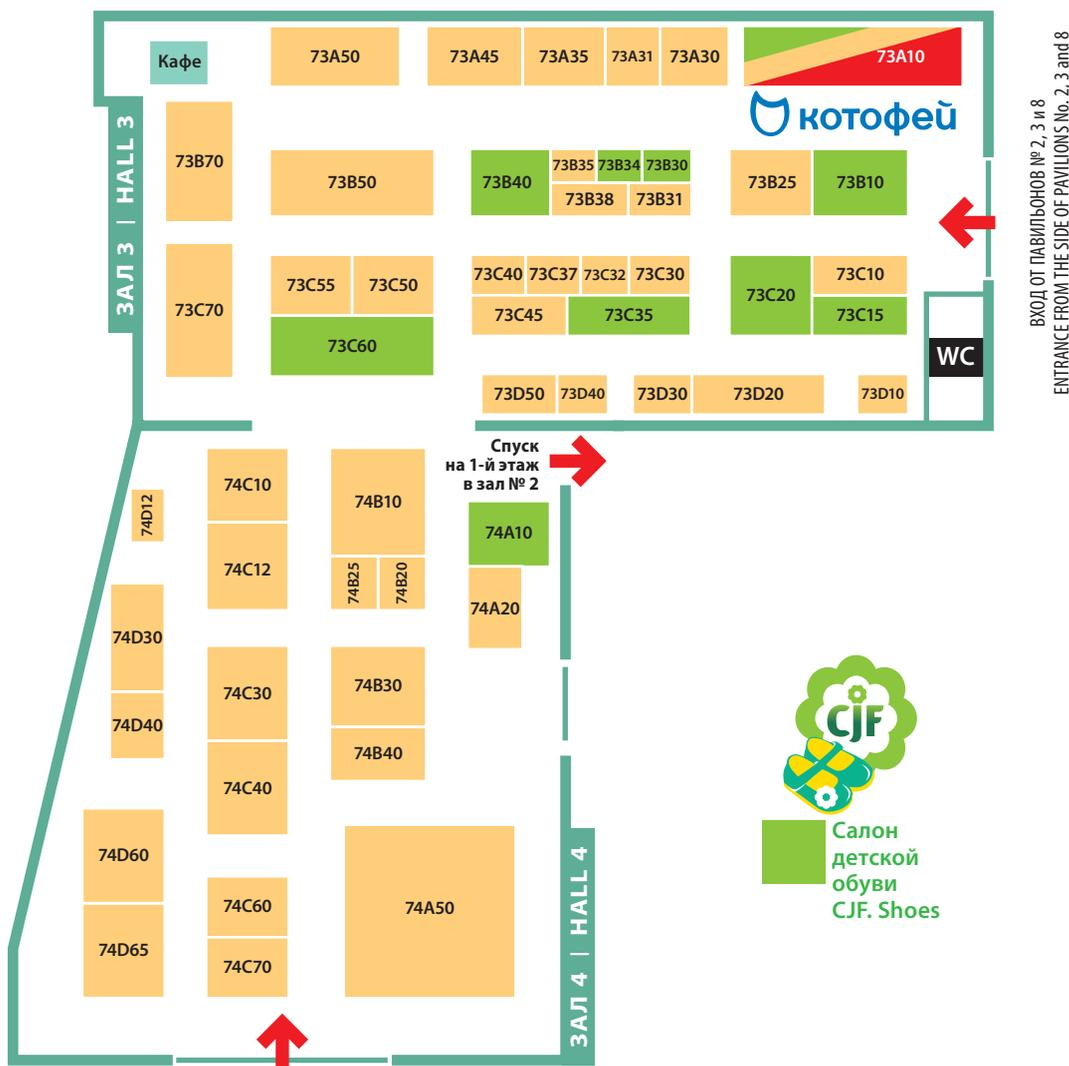 Кафе
73A50
73A45
73A35
73A31
73A30
73A10
котофей
73B70
73B50
73B40
73B35
73B34
73B30
73B38
73B31
73B25
73B10
ЗАЛ 3 | HALL 3
ВХОД ОТ ПАВИЛЬОНОВ № 2, 3 и 8
ENTRANCE FROM THE SIDE OF PAVILIONS No. 2, 3 and 8
73C70
73C55
73C50
73C60
73C40
73C37
73C32
73C30
73C45
73C35
73C20
73C10
73C15
WC
73D50
73D40
73D30
73D20
73D10
Спуск
на 1-й этаж
в зал № 2
74D12
74C10
74B10
74A10
74C12
74B25
74B20
74A20
74D30
74C30
74B30
74D40
74B40
74C40
CJF
74D60
74C60
74A50
74D65
74C70
ЗАЛ 4 | HALL 4
Салон
детской
обуви
CJF. Shoes